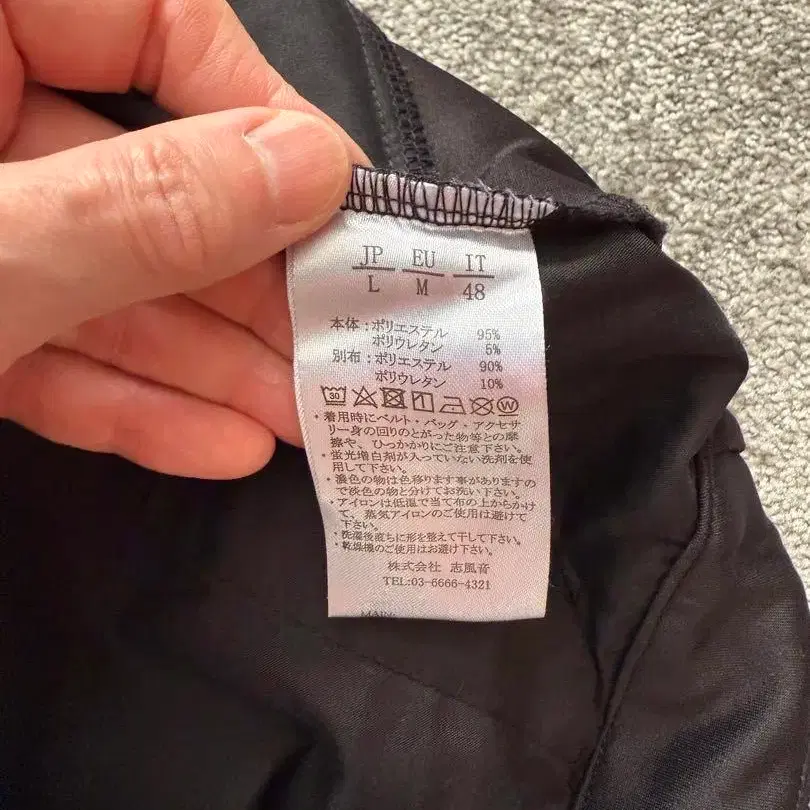 JP EU IT
L M 48
本体：ポリエステル 95%
ポリウレタン 5%
別布：ポリエステル 90%
ポリウレタン 10%
30 W
・着用時にベルト・バッグ・アクセサ
リー身の回りのとがった物等との摩
擦や、ひっかかりにご注意下さい。
・蛍光増白剤が入っていない洗剤を使
用して下さい。
・濃色の物は色移ります事がありますの
で淡色の物と分けてお洗い下さい。
・アイロンは低温で当て布の上からかけ
て、蒸気アイロンのご使用は避けて
下さい。
・洗濯後直ちに形を整えて干して下さい。
・乾燥機のご使用はお避け下さい。
株式会社 志風音
TEL:03-6666-4321